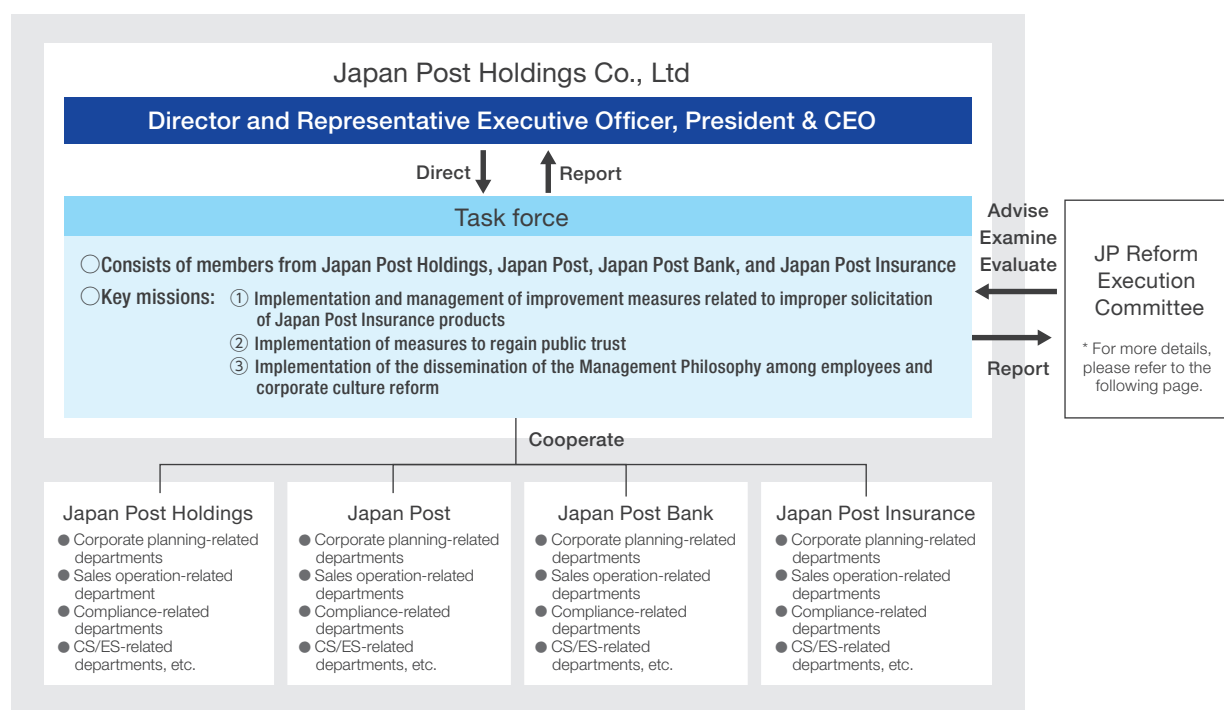 Japan Post Holdings Co., Ltd
Director and Representative Executive Officer, President & CEO
Direct
Report
Task force
○Consists of members from Japan Post Holdings, Japan Post, Japan Post Bank, and Japan Post Insurance
○Key missions:
① Implementation and management of improvement measures related to improper solicitation
of Japan Post Insurance products
② Implementation of measures to regain public trust
③ Implementation of the dissemination of the Management Philosophy among employees and
corporate culture reform
Advise
Examine
Evaluate
Report
JP Reform
Execution
Committee
* For more details,
please refer to the
following page.
Cooperate
Japan Post Holdings
● Corporate planning-related
departments
● Sales operation-related
department
● Compliance-related
departments
● CS/ES-related
departments, etc.
Japan Post
● Corporate planning-related
departments
● Sales operation-related
departments
● Compliance-related
departments
● CS/ES-related
departments, etc.
Japan Post Bank
● Corporate planning-related
departments
● Sales operation-related
departments
● Compliance-related
departments
● CS/ES-related
departments, etc.
Japan Post Insurance
● Corporate planning-related
departments
● Sales operation-related
departments
● Compliance-related
departments
● CS/ES-related
departments, etc.